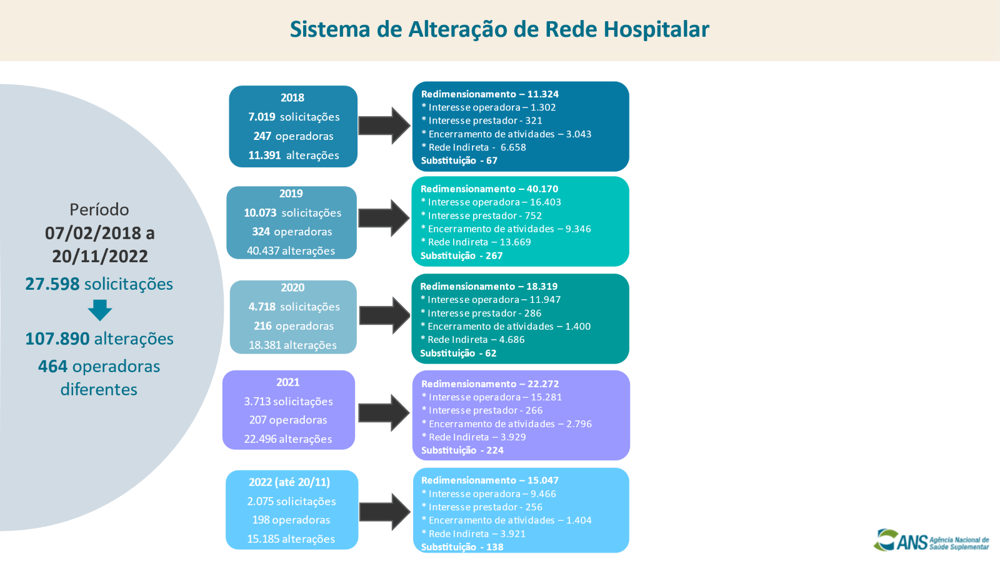 Sistema de Alteração de Rede Hospitalar
Período
07/02/2018 a
20/11/2022
27.598 solicitações
107.890 alterações
464 operadoras
diferentes
2018
7.019 solicitações
247 operadoras
11.391 alterações
Redimensionamento – 11.324
* Interesse operadora – 1.302
* Interesse prestador - 321
* Encerramento de atividades – 3.043
* Rede Indireta - 6.658
Substituição - 67
2019
10.073 solicitações
324 operadoras
40.437 alterações
Redimensionamento – 40.170
* Interesse operadora – 16.403
* Interesse prestador - 752
* Encerramento de atividades – 9.346
* Rede Indireta – 13.669
Substituição - 267
2020
4.718 solicitações
216 operadoras
18.381 alterações
Redimensionamento – 18.319
* Interesse operadora – 11.947
* Interesse prestador - 286
* Encerramento de atividades – 1.400
* Rede Indireta – 4.686
Substituição - 62
2021
3.713 solicitações
207 operadoras
22.496 alterações
Redimensionamento – 22.272
* Interesse operadora – 15.281
* Interesse prestador - 266
* Encerramento de atividades – 2.796
* Rede Indireta – 3.929
Substituição - 224
2022 (até 20/11)
2.075 solicitações
198 operadoras
15.185 alterações
Redimensionamento – 15.047
* Interesse operadora – 9.466
* Interesse prestador - 256
* Encerramento de atividades – 1.404
* Rede Indireta – 3.921
Substituição - 138
ANS Agência Nacional de
Saúde Suplementar